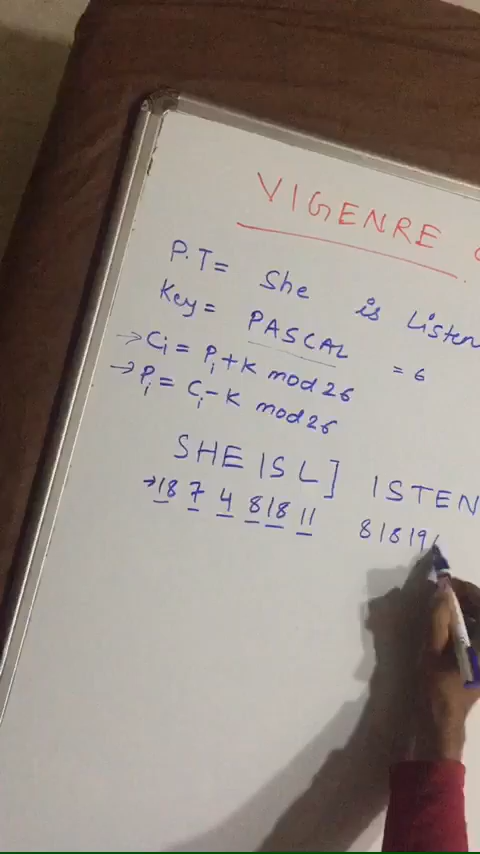 VIGENRE
P.T= She is Listen
Key= PASCAL = 6
→ Ci = Pi + K mod 26
→ Pi = Ci - K mod 26
SHE ISL] ISTEN
→ 18 7 4 8 18 11 8 18 19